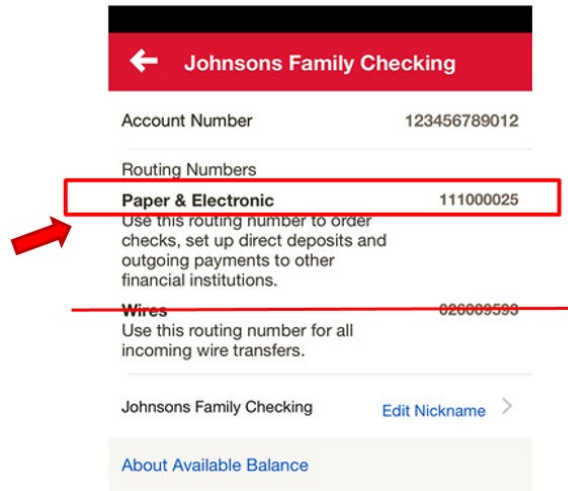 Johnsons Family Checking
Account Number 123456789012
Routing Numbers
Paper & Electronic 111000025
Use this routing number to order
checks, set up direct deposits and
outgoing payments to other
financial institutions.
Wires 026009593
Use this routing number for all
incoming wire transfers.
Johnsons Family Checking Edit Nickname
About Available Balance